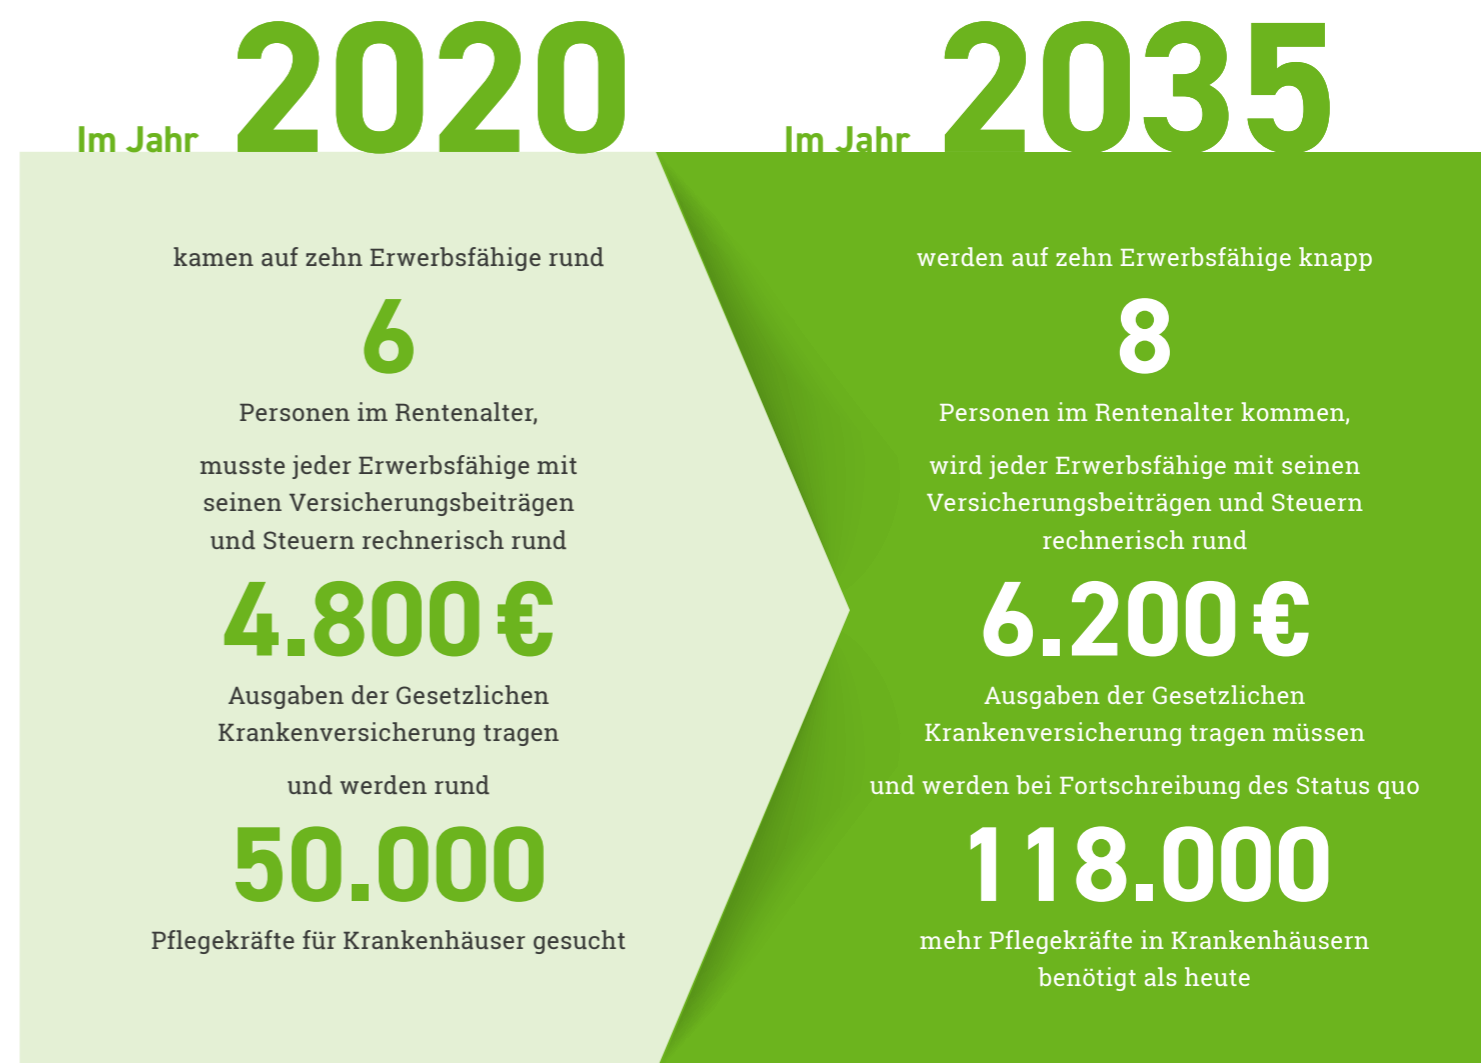 Im Jahr 2020
kamen auf zehn Erwerbsfähige rund
6
Personen im Rentenalter,
musste jeder Erwerbsfähige mit
seinen Versicherungsbeiträgen
und Steuern rechnerisch rund
4.800 €
Ausgaben der Gesetzlichen
Krankenversicherung tragen
und werden rund
50.000
Pflegekräfte für Krankenhäuser gesucht
Im Jahr 2035
werden auf zehn Erwerbsfähige knapp
8
Personen im Rentenalter kommen,
wird jeder Erwerbsfähige mit seinen
Versicherungsbeiträgen und Steuern
rechnerisch rund
6.200 €
Ausgaben der Gesetzlichen
Krankenversicherung tragen müssen
und werden bei Fortschreibung des Status quo
118.000
mehr Pflegekräfte in Krankenhäusern
benötigt als heute